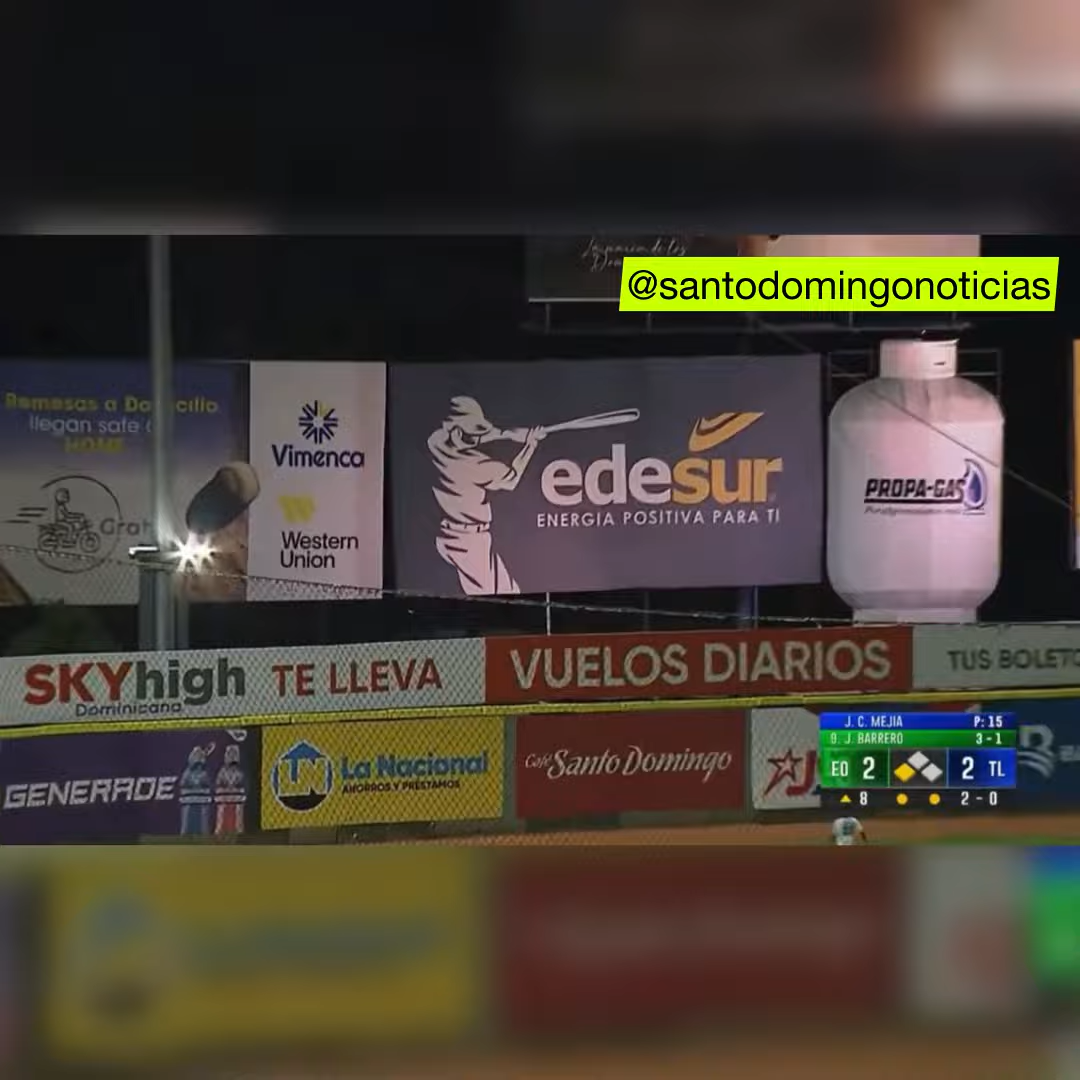 @santodomingonoticias
Remesas a Domicilio
llegan safe a
HOME
Vimenca
Western
Union
edesur
ENERGIA POSITIVA PARA TI
PROPA-GAS
SKYhigh
Dominicana
TE LLEVA
VUELOS DIARIOS
TUS BOLETO
GENERADE
LN
La Nacional
AHORROS Y PRÉSTAMOS
Café Santo Domingo
J. C. MEJIA P: 15
9. J. BARRERO 3 - 1
EO 2 2 TL
8 2 - 0